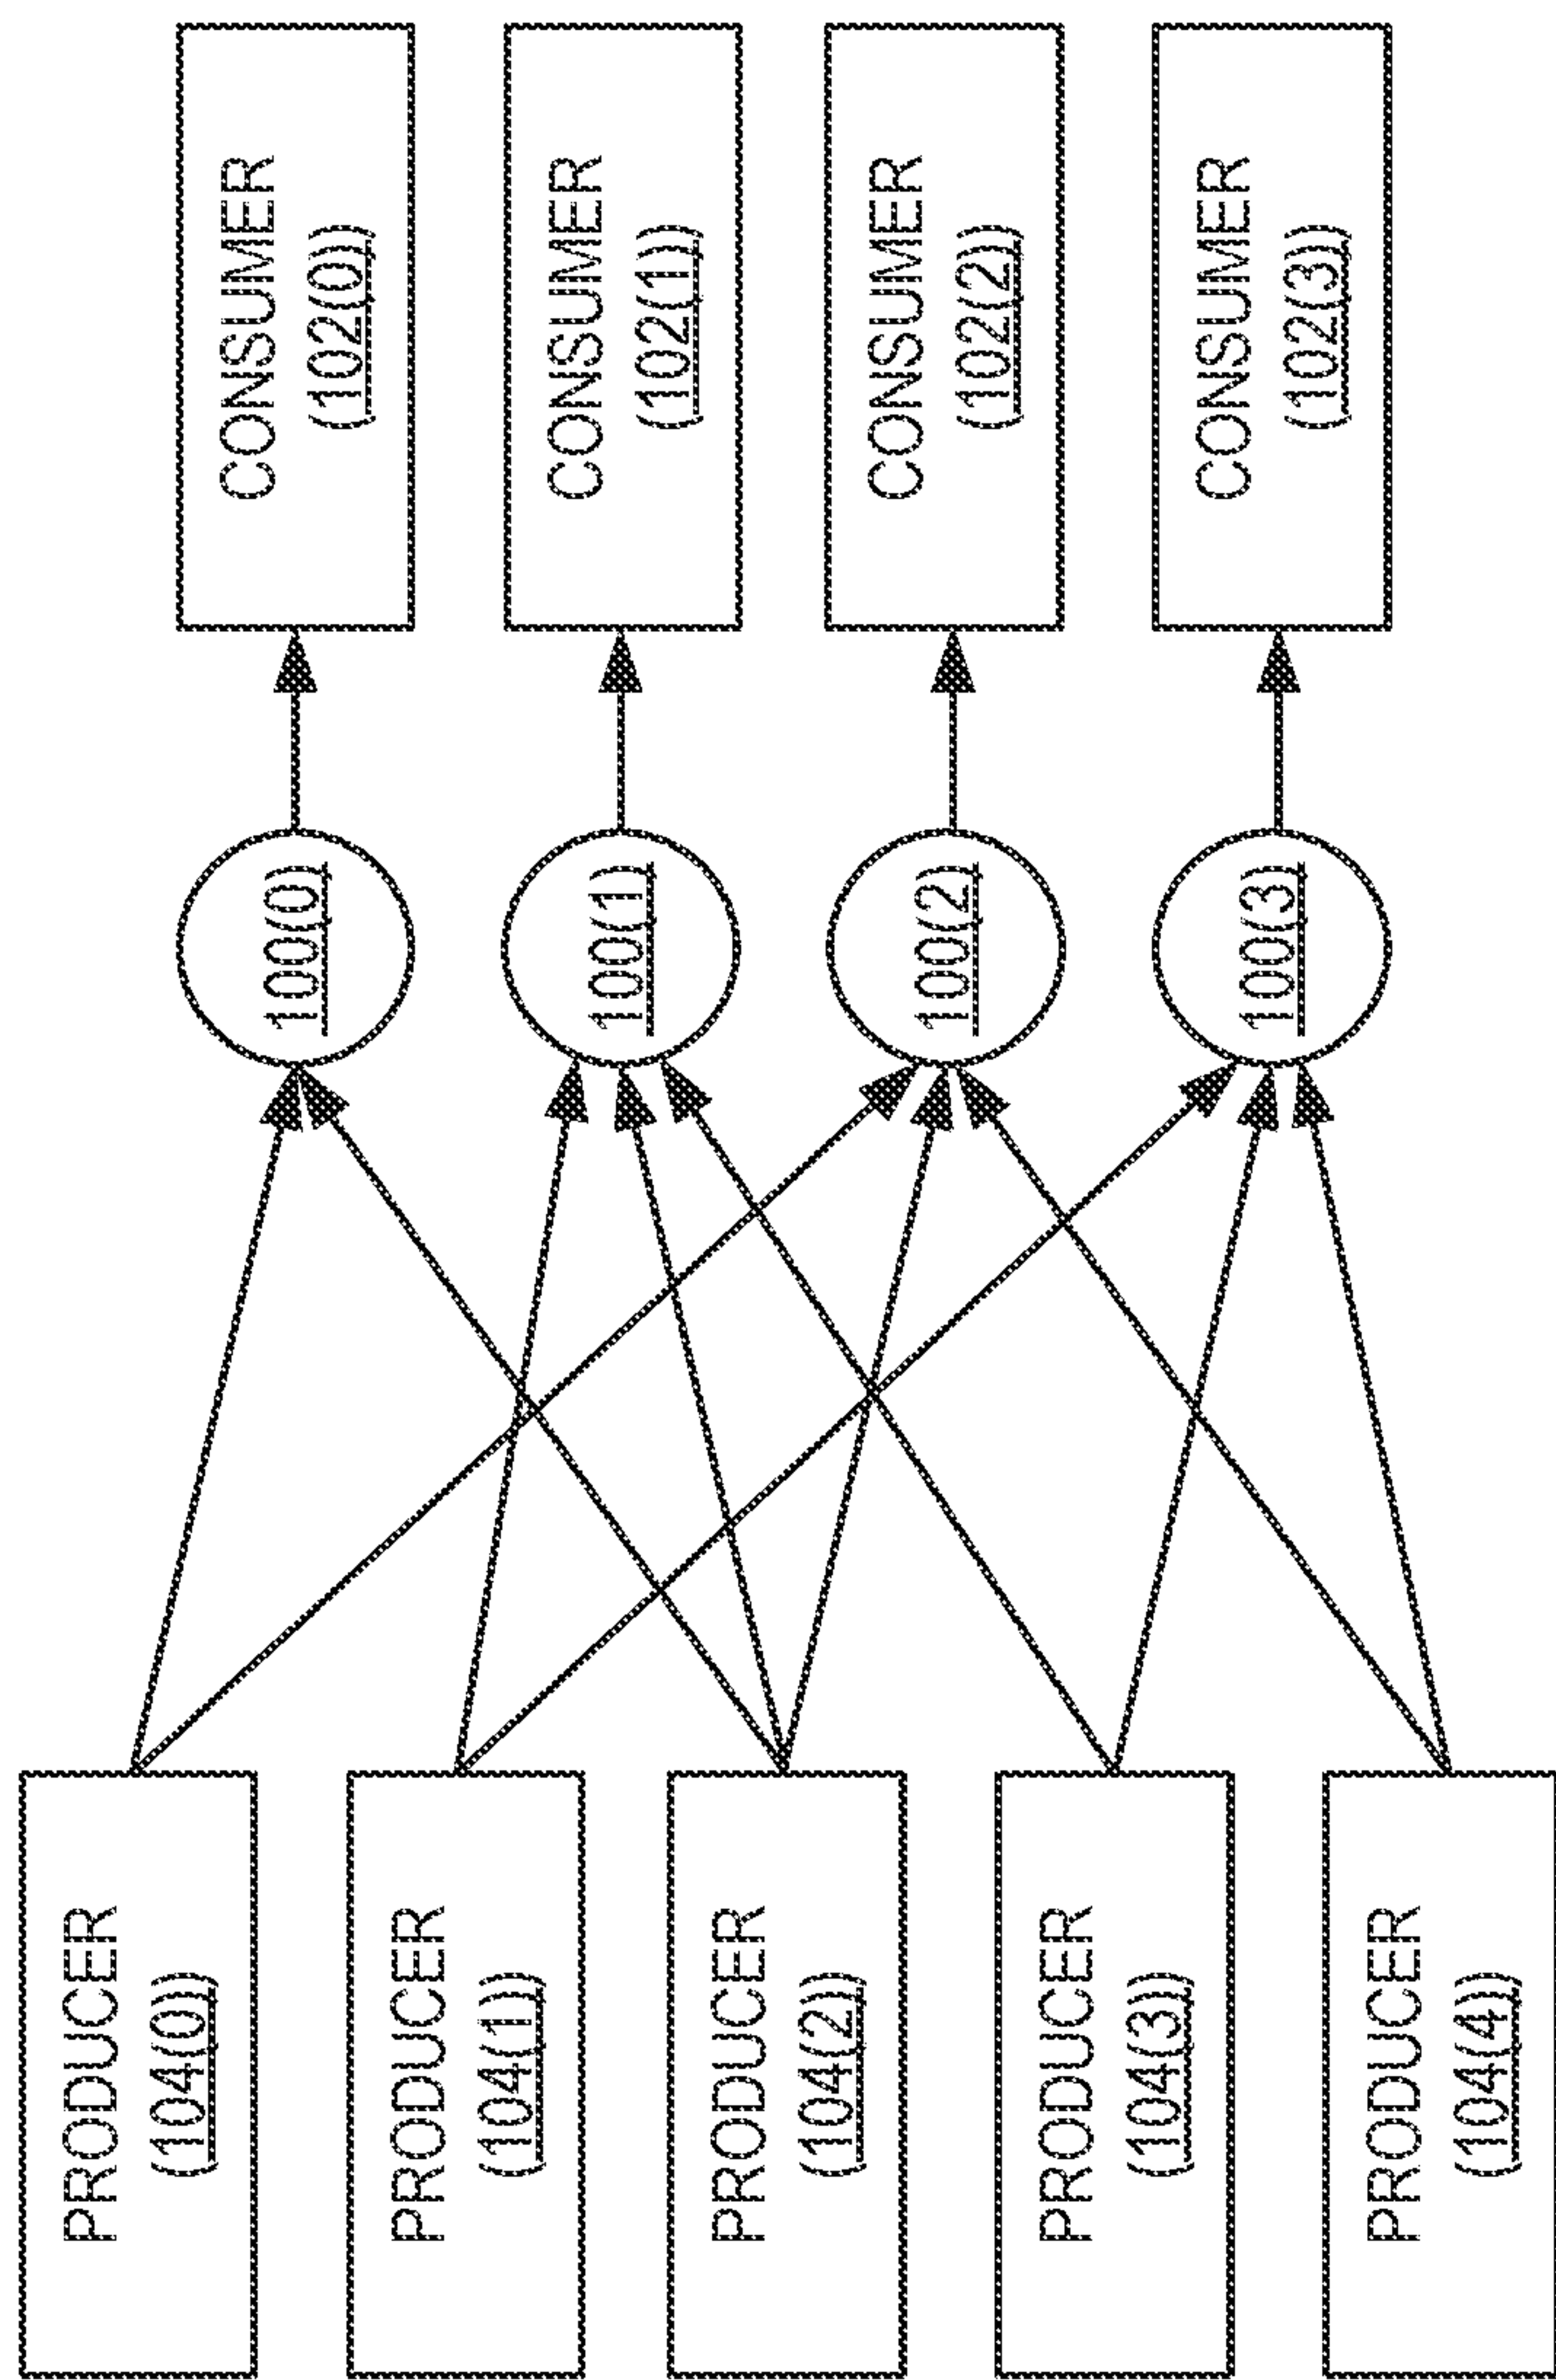 PRODUCER
(104(0))
PRODUCER
(104(1))
PRODUCER
(104(2))
PRODUCER
(104(3))
PRODUCER
(104(4))
100(0)
100(1)
100(2)
100(3)
CONSUMER
(102(0))
CONSUMER
(102(1))
CONSUMER
(102(2))
CONSUMER
(102(3))